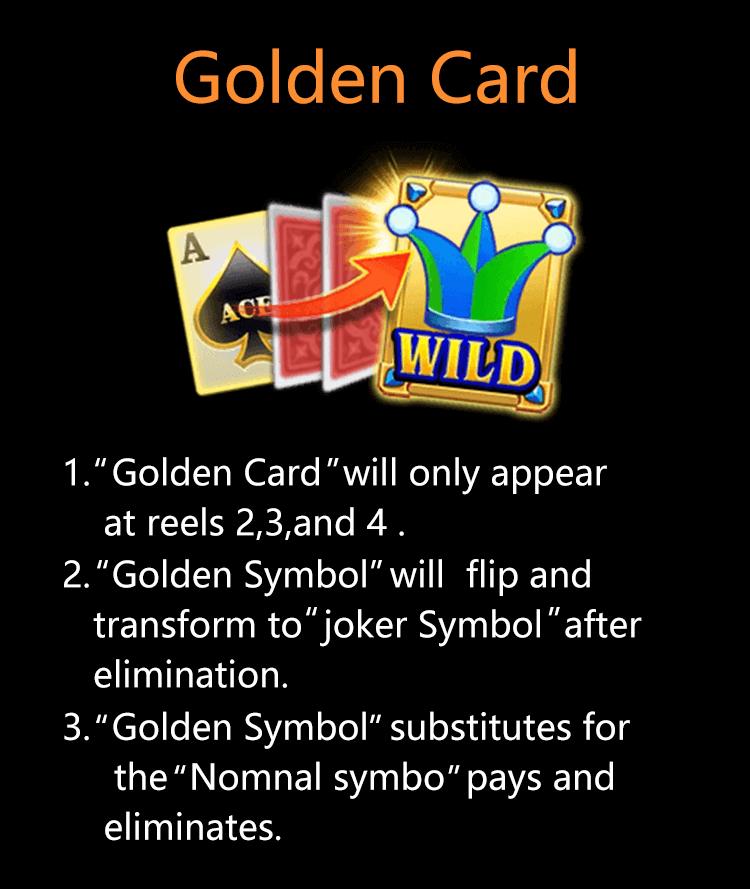 Golden Card
A
ACE
WILD
1.“Golden Card”will only appear
at reels 2,3,and 4 .
2.“Golden Symbol”will flip and
transform to“joker Symbol”after
elimination.
3.“Golden Symbol”substitutes for
the“Nomnal symbo”pays and
eliminates.